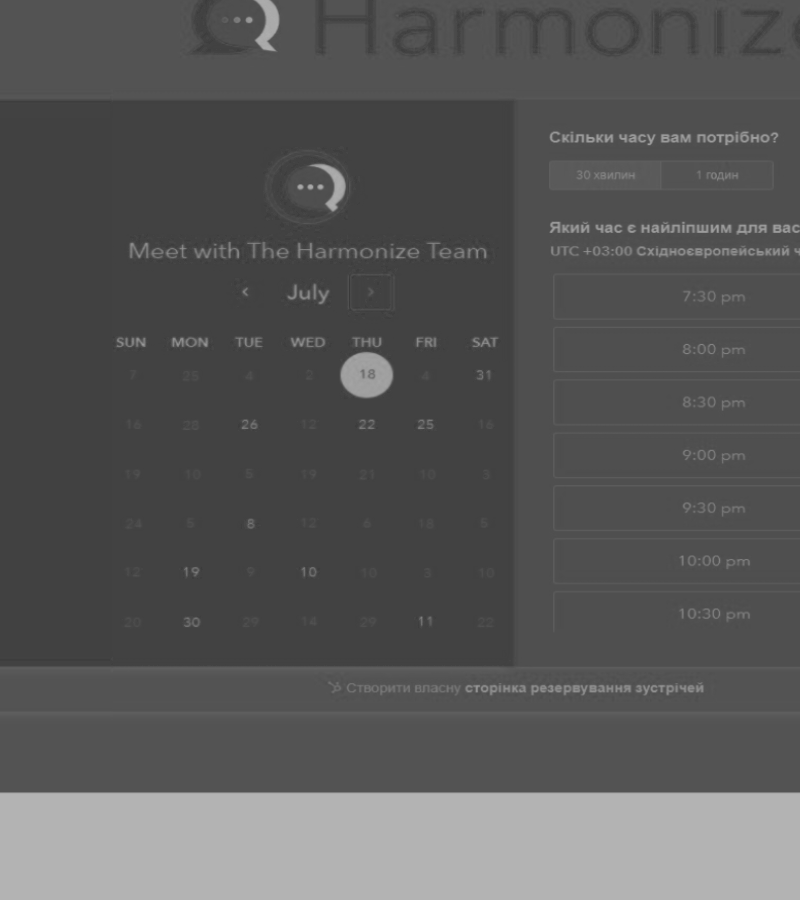 Harmonize
Meet with The Harmonize Team
‹ July ›
SUN MON TUE WED THU FRI SAT
7 25 4 2 18 4 31
16 25 26 12 22 25 16
19 10 5 19 21 10 5
24 5 8 12 6 18 5
12 19 9 10 10 3 10
20 30 29 14 29 11 22
Скільки часу вам потрібно?
30 хвилин 1 годин
Який час є найліпшим для вас
UTC +03:00 Східноєвропейський ч
7:30 pm
8:00 pm
8:30 pm
9:00 pm
9:30 pm
10:00 pm
10:30 pm
Створити власну сторінка резервування зустрічей